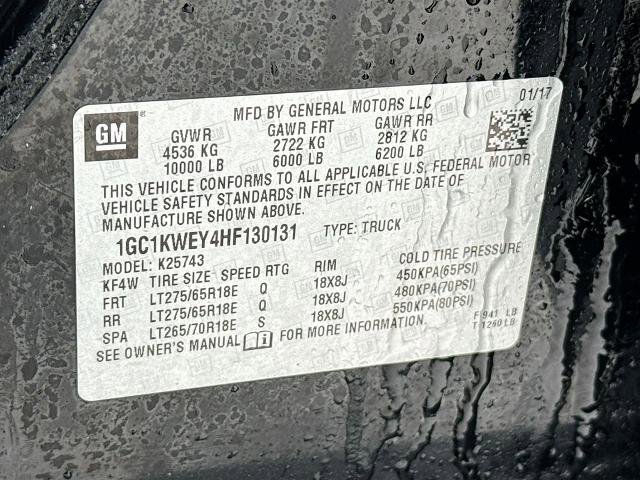 GM
MFD BY GENERAL MOTORS LLC 01/17
GVWR GAWR FRT GAWR RR
4536 KG 2722 KG 2812 KG
10000 LB 6000 LB 6200 LB
THIS VEHICLE CONFORMS TO ALL APPLICABLE U.S. FEDERAL MOTOR
VEHICLE SAFETY STANDARDS IN EFFECT ON THE DATE OF
MANUFACTURE SHOWN ABOVE.
1GC1KWEY4HF130131 TYPE: TRUCK
MODEL: K25743
KF4W TIRE SIZE SPEED RTG RIM COLD TIRE PRESSURE
FRT LT275/65R18E Q 18X8J 450KPA(65PSI)
RR LT275/65R18E Q 18X8J 480KPA(70PSI)
SPA LT265/70R18E S 18X8J 550KPA(80PSI)
SEE OWNER'S MANUAL FOR MORE INFORMATION.
F 941 LB
T 1260 LB